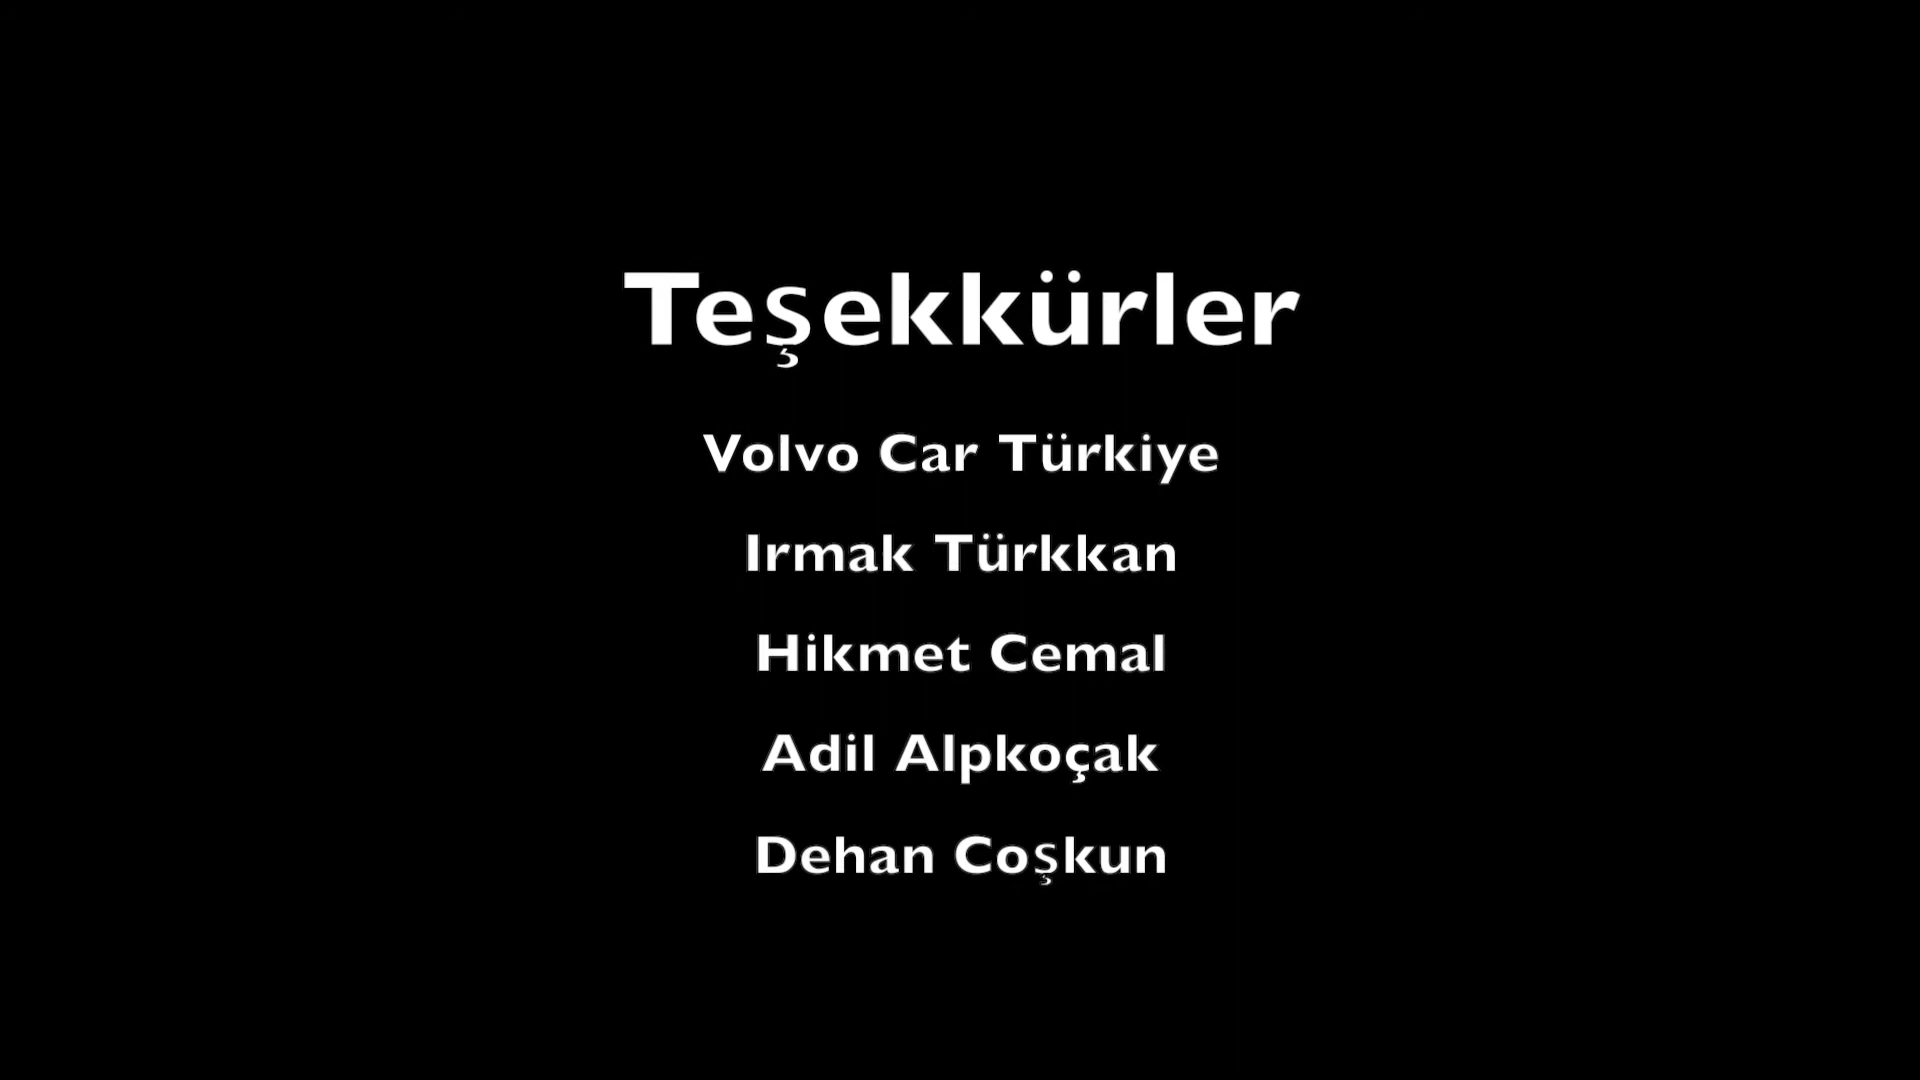 Teşekkürler
Volvo Car Türkiye
Irmak Türkkan
Hikmet Cemal
Adil Alpkoçak
Dehan Coşkun